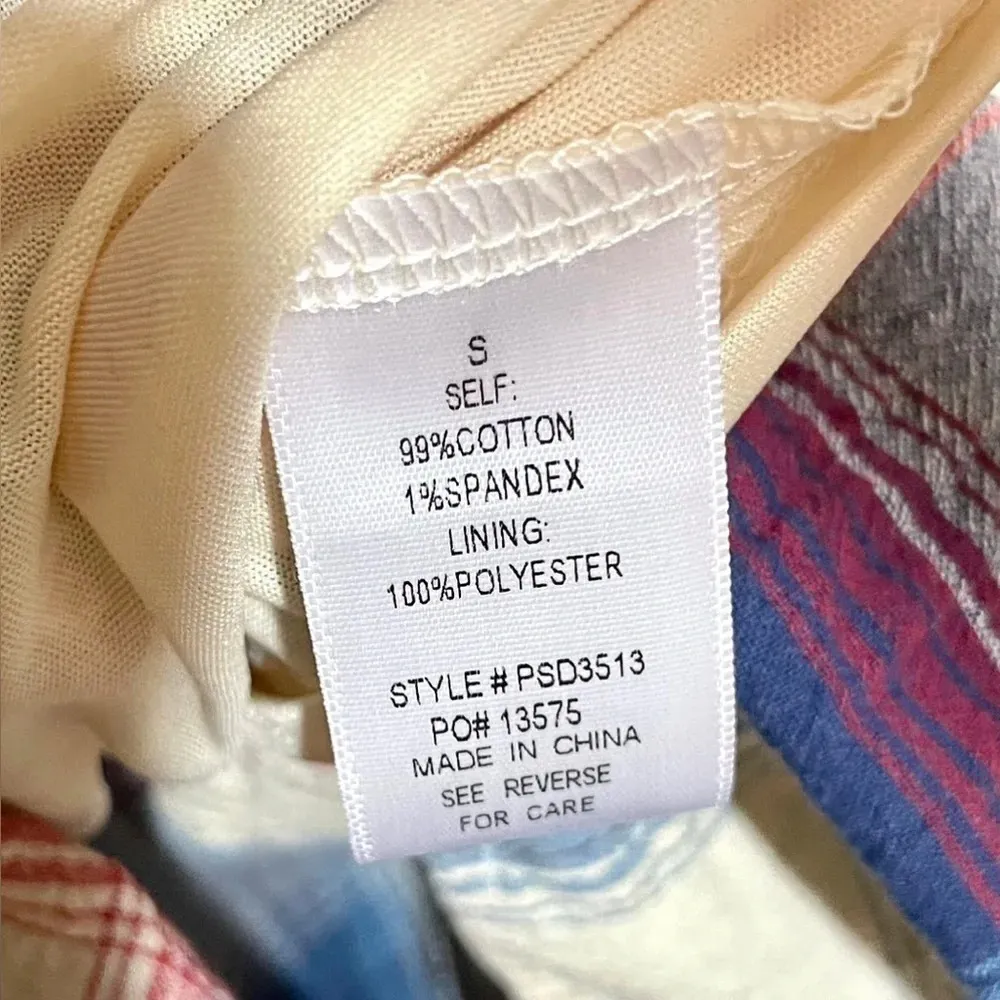 S
SELF:
99%COTTON
1%SPANDEX
LINING:
100%POLYESTER
STYLE # PSD3513
PO# 13575
MADE IN CHINA
SEE REVERSE
FOR CARE